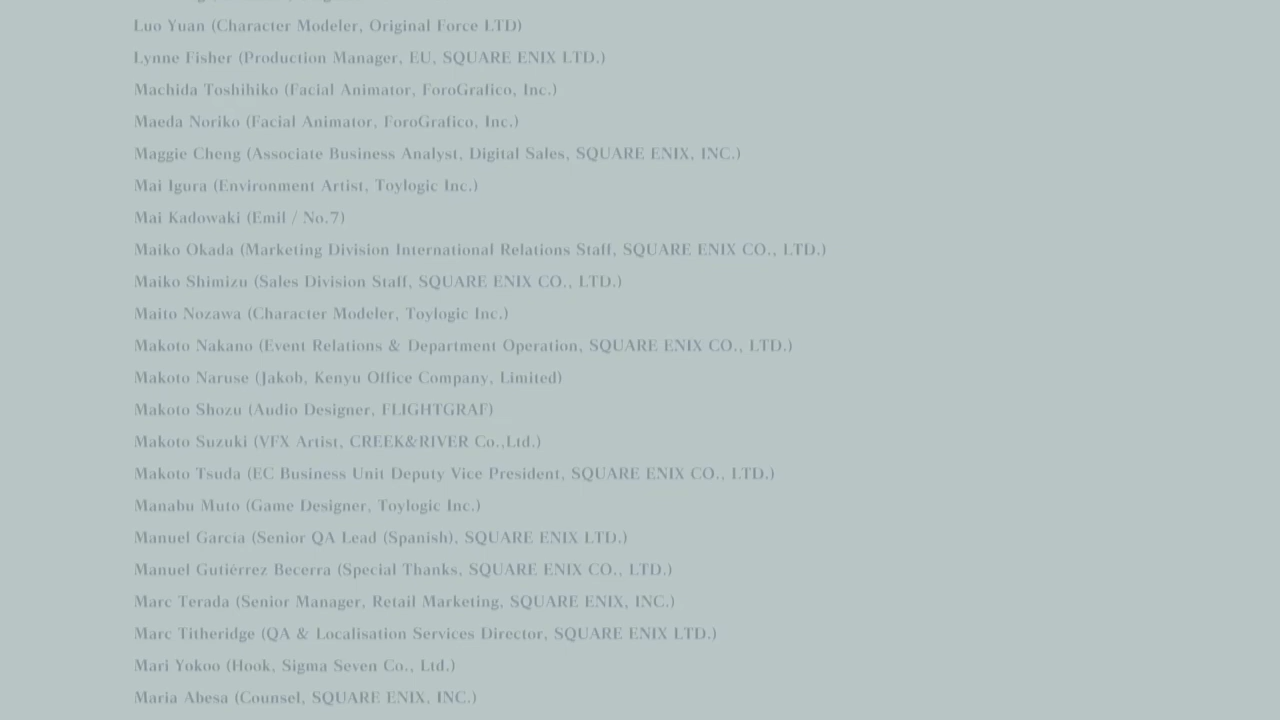 Luo Yuan (Character Modeler, Original Force LTD)
Lynne Fisher (Production Manager, EU, SQUARE ENIX LTD.)
Machida Toshihiko (Facial Animator, ForoGrafico, Inc.)
Maeda Noriko (Facial Animator, ForoGrafico, Inc.)
Maggie Cheng (Associate Business Analyst, Digital Sales, SQUARE ENIX, INC.)
Mai Igura (Environment Artist, Toylogic Inc.)
Mai Kadowaki (Emil / No.7)
Maiko Okada (Marketing Division International Relations Staff, SQUARE ENIX CO., LTD.)
Maiko Shimizu (Sales Division Staff, SQUARE ENIX CO., LTD.)
Maito Nozawa (Character Modeler, Toylogic Inc.)
Makoto Nakano (Event Relations & Department Operation, SQUARE ENIX CO., LTD.)
Makoto Naruse (Jakob, Kenyu Office Company, Limited)
Makoto Shozu (Audio Designer, FLIGHTGRAF)
Makoto Suzuki (VFX Artist, CREEK&RIVER Co.,Ltd.)
Makoto Tsuda (EC Business Unit Deputy Vice President, SQUARE ENIX CO., LTD.)
Manabu Muto (Game Designer, Toylogic Inc.)
Manuel García (Senior QA Lead (Spanish), SQUARE ENIX LTD.)
Manuel Gutiérrez Becerra (Special Thanks, SQUARE ENIX CO., LTD.)
Marc Terada (Senior Manager, Retail Marketing, SQUARE ENIX, INC.)
Marc Titheridge (QA & Localisation Services Director, SQUARE ENIX LTD.)
Mari Yokoo (Hook, Sigma Seven Co., Ltd.)
Maria Abesa (Counsel, SQUARE ENIX, INC.)